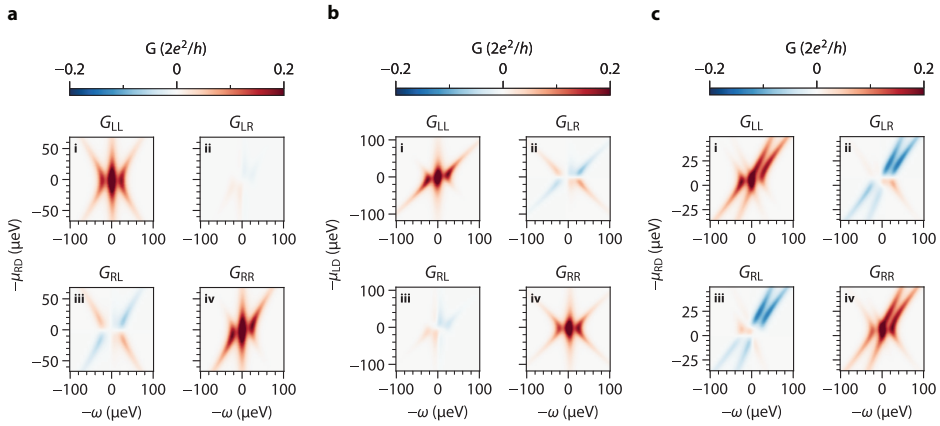 a
G (2e²/h)
−0.2 0 0.2
G_LL G_LR
i ii
50
0
−50
−100 0 100 −100 0 100
−μ_RD (μeV)
G_RL G_RR
iii iv
50
0
−50
−100 0 100 −100 0 100
−ω (μeV) −ω (μeV)
b
G (2e²/h)
−0.2 0 0.2
G_LL G_LR
i ii
100
0
−100
−100 0 100 −100 0 100
−μ_LD (μeV)
G_RL G_RR
iii iv
100
0
−100
−100 0 100 −100 0 100
−ω (μeV) −ω (μeV)
c
G (2e²/h)
−0.2 0 0.2
G_LL G_LR
i ii
25
0
−25
−100 0 100 −100 0 100
−μ_RD (μeV)
G_RL G_RR
iii iv
25
0
−25
−100 0 100 −100 0 100
−ω (μeV) −ω (μeV)